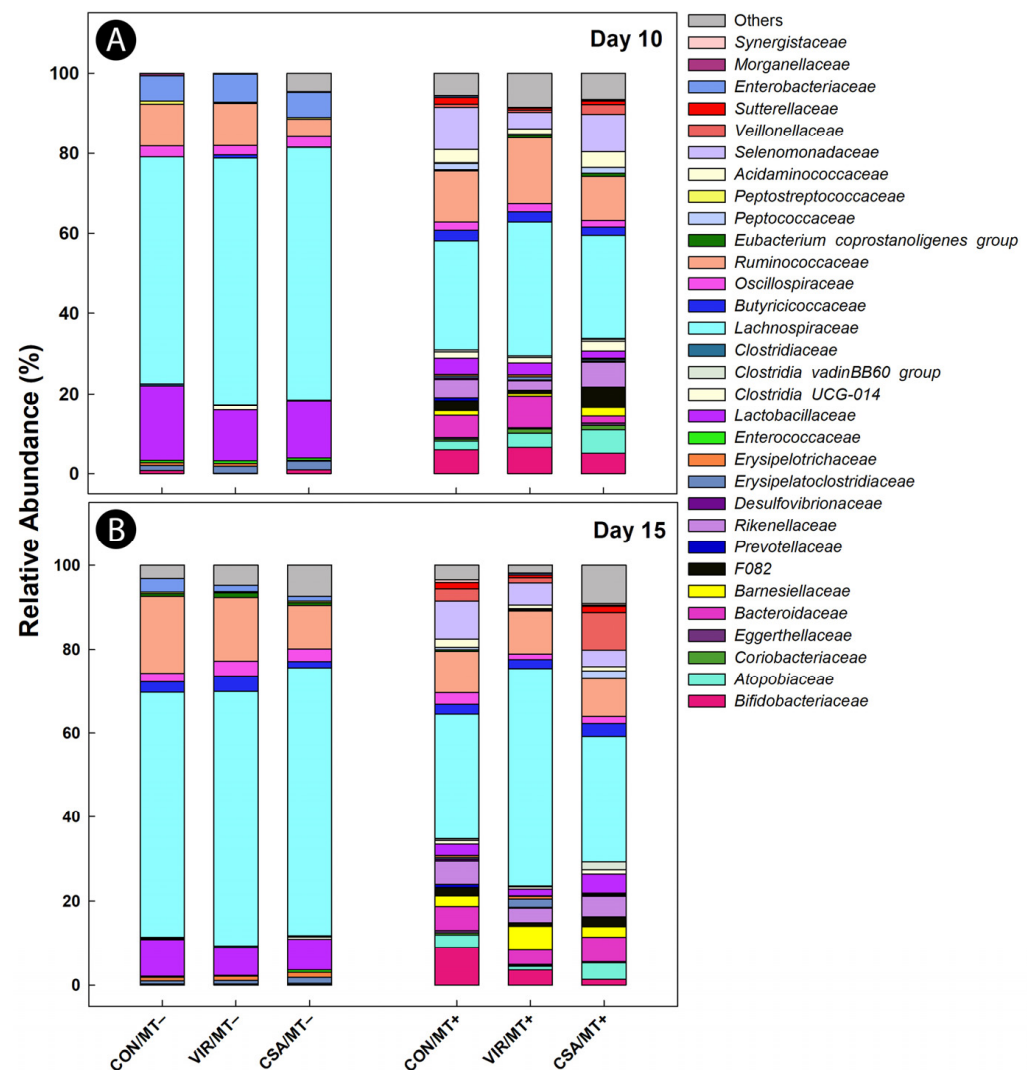 A
Day 10
100
80
60
40
20
0
B
Day 15
100
80
60
40
20
0
Relative Abundance (%)
CON/MT−
VIR/MT−
CSA/MT−
CON/MT+
VIR/MT+
CSA/MT+
Others
Synergistaceae
Morganellaceae
Enterobacteriaceae
Sutterellaceae
Veillonellaceae
Selenomonadaceae
Acidaminococcaceae
Peptostreptococcaceae
Peptococcaceae
Eubacterium coprostanoligenes group
Ruminococcaceae
Oscillospiraceae
Butyricicoccaceae
Lachnospiraceae
Clostridiaceae
Clostridia vadinBB60 group
Clostridia UCG-014
Lactobacillaceae
Enterococcaceae
Erysipelotrichaceae
Erysipelatoclostridiaceae
Desulfovibrionaceae
Rikenellaceae
Prevotellaceae
F082
Barnesiellaceae
Bacteroidaceae
Eggerthellaceae
Coriobacteriaceae
Atopobiaceae
Bifidobacteriaceae